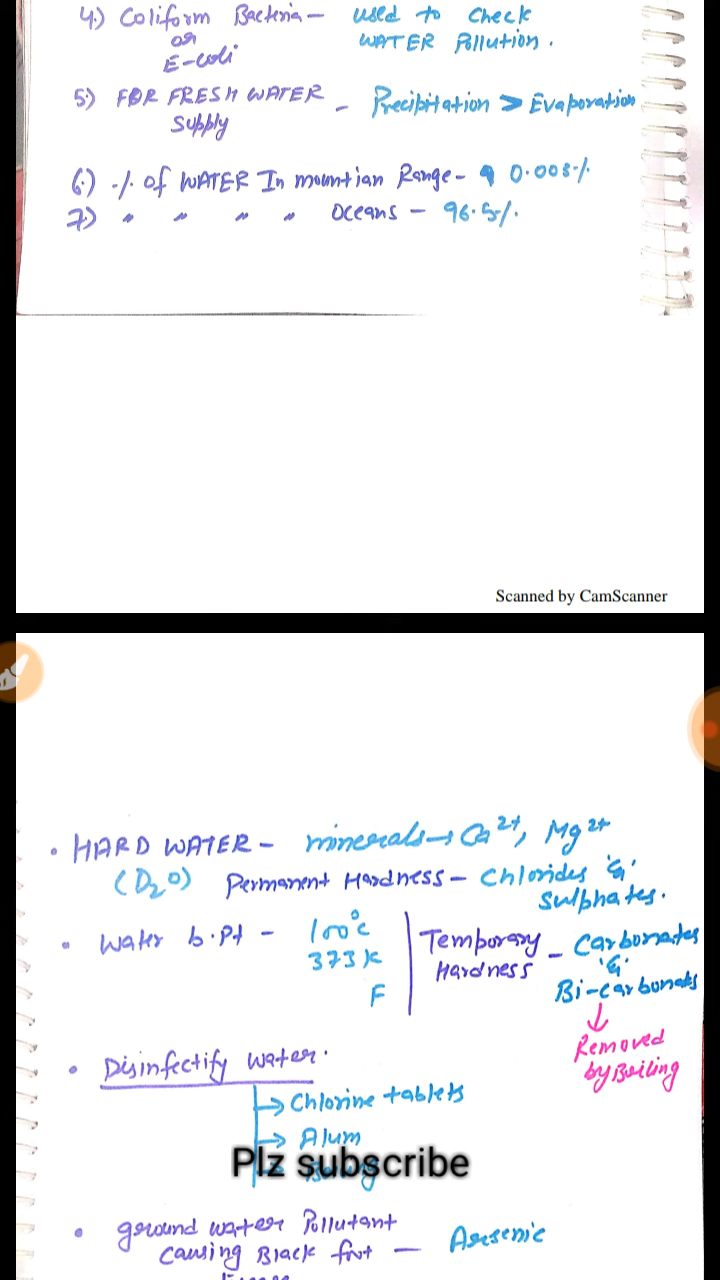 4.) Coliform Bacteria - used to check
or WATER Pollution.
E-coli
5.) FOR FRESH WATER - Precipitation > Evaporation
Supply
6.) -/. of WATER In mountian Range - 0.005-/.
7.) " " " " Oceans - 96.5-/.
Scanned by CamScanner
• HARD WATER - minerals → Ca2+, Mg2+
(D2O) Permanent Hardness - Chlorides '&'
Sulphates.
• Water b.pt - 100°c
373 K
F
Temporary - Carbonates
Hardness '&'
Bi-carbonats
↓
Removed
by Boiling
• Disinfectify water.
→ Chlorine tablets
→ Alum
Plz subscribe
• ground water Pollutant
causing Black foot - Arsenic